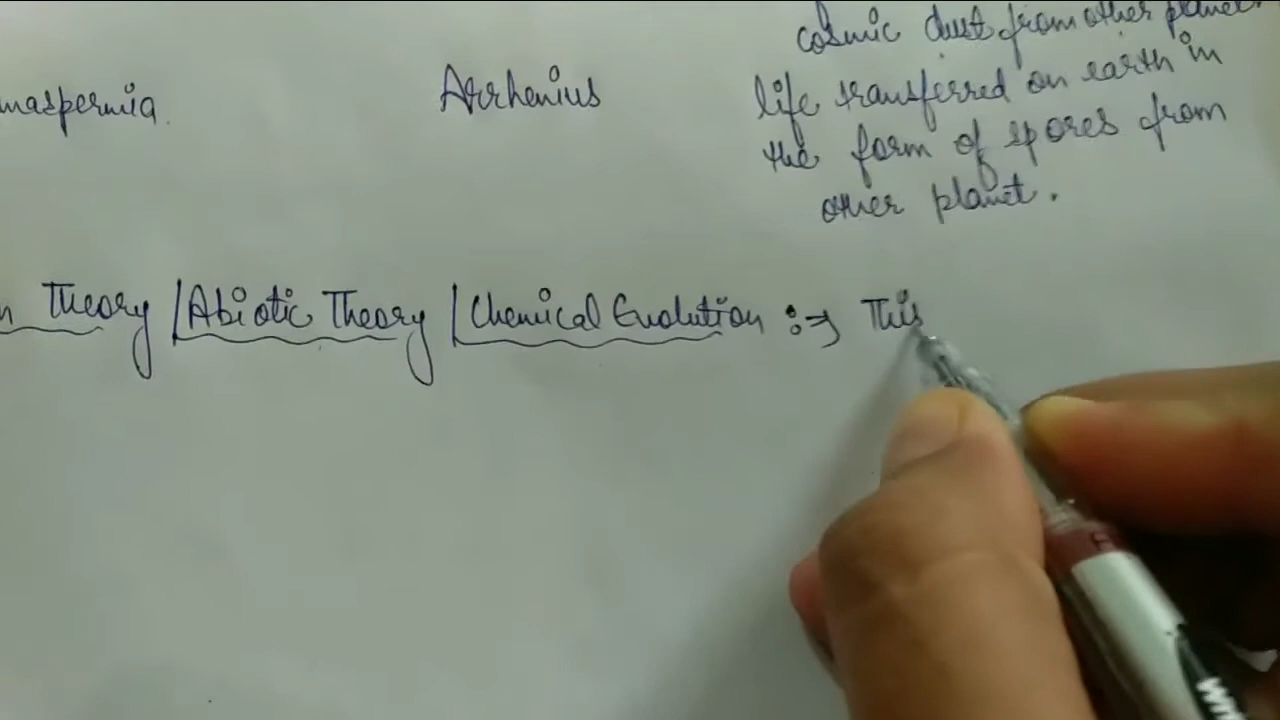 cosmic dust from other planet.
maspermia. Arrhenius life transferred on earth in
the form of spores from
other planet.
n Theory / Abiotic Theory / Chemical Evolution :→ This